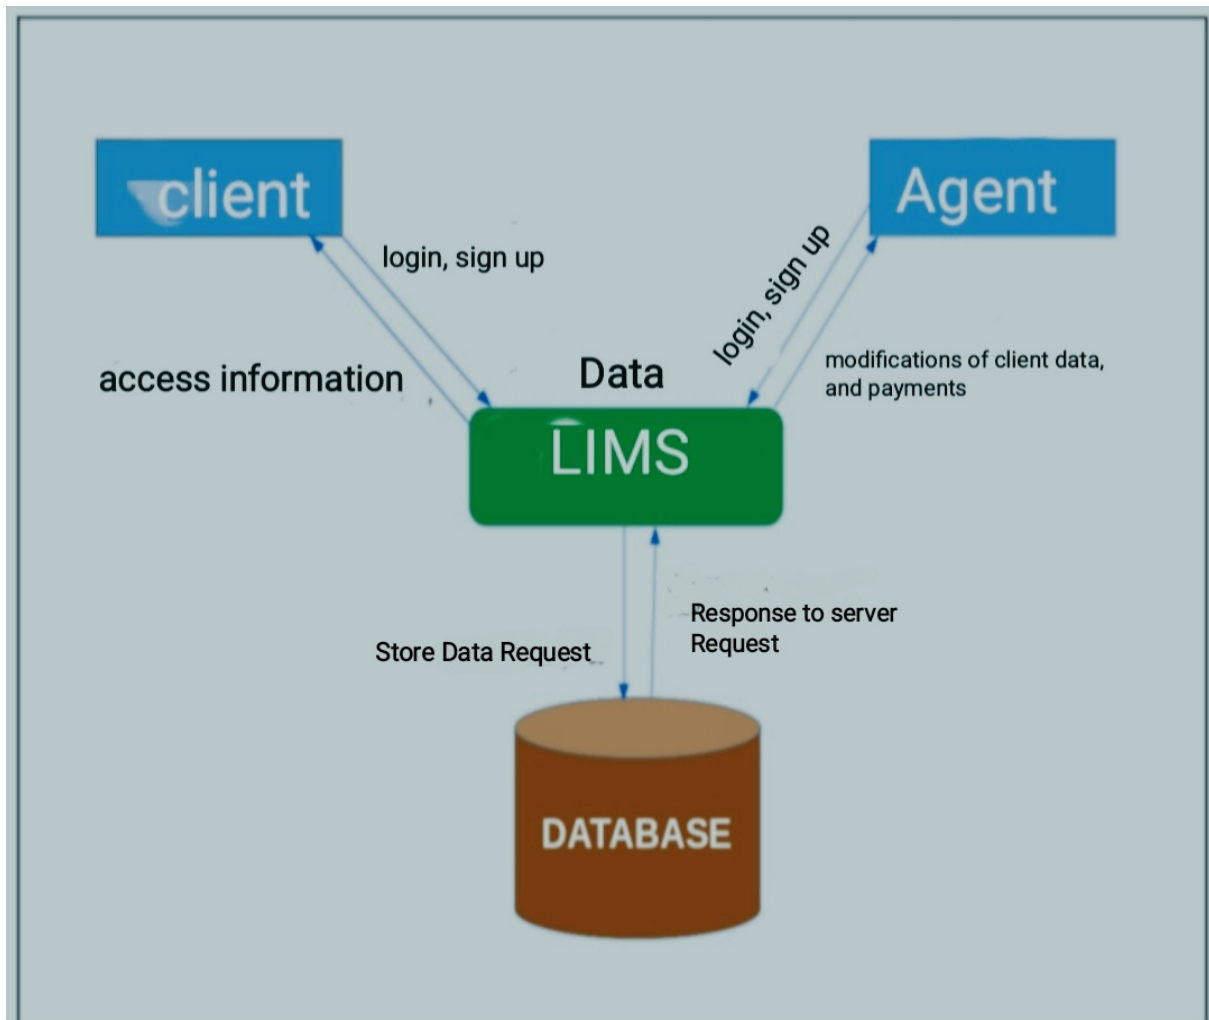 client
Agent
login, sign up
login, sign up
access information
Data
modifications of client data,
and payments
LIMS
Store Data Request
Response to server
Request
DATABASE